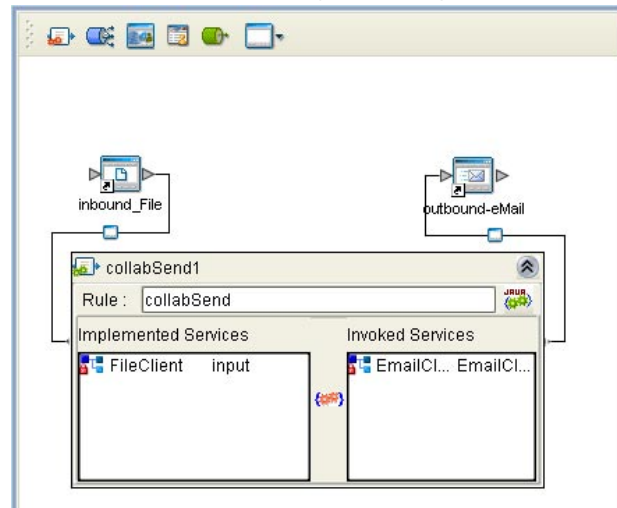 inbound_File
outbound-eMail
collabSend1
Rule : collabSend
JAVA
Implemented Services
Invoked Services
FileClient input
EmailCl... EmailCl...